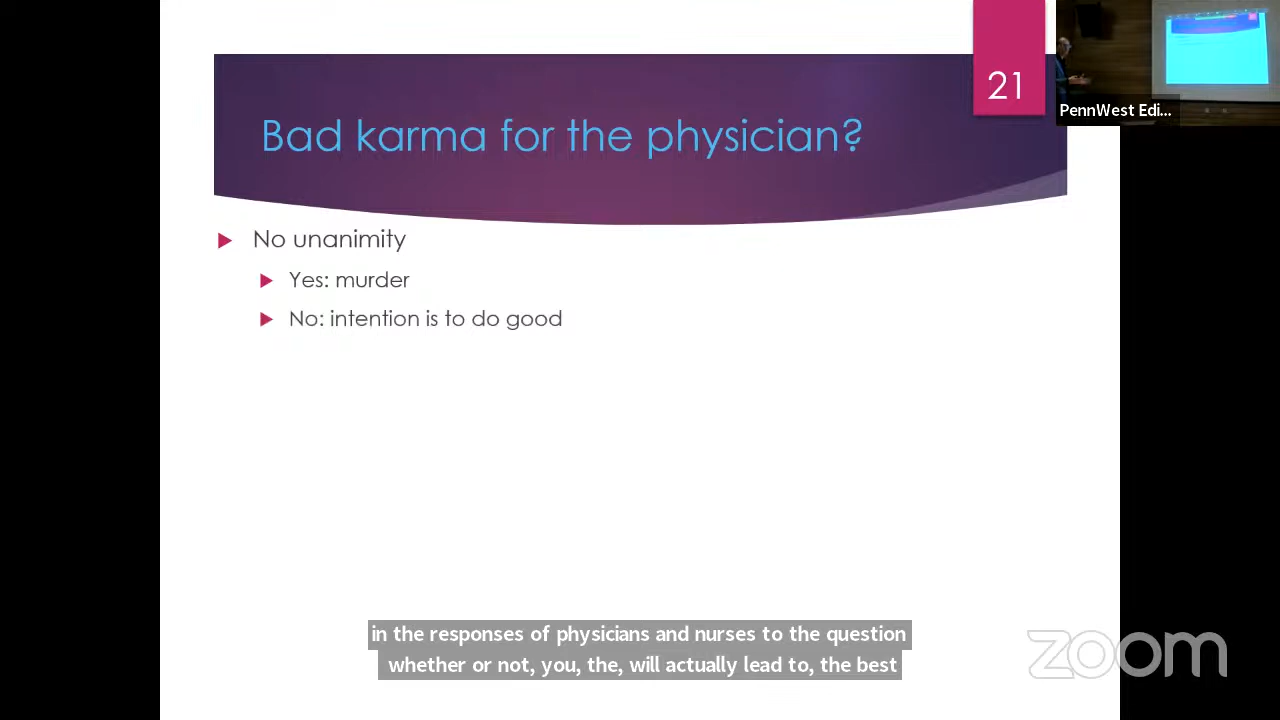 21
PennWest Edi...
Bad karma for the physician?
No unanimity
Yes: murder
No: intention is to do good
in the responses of physicians and nurses to the question
whether or not, you, the, will actually lead to, the best
zoom